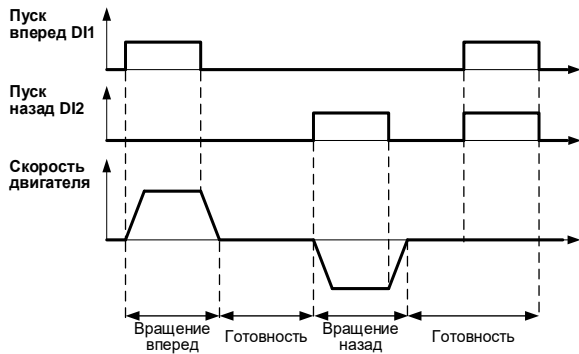 Пуск
вперед DI1
Пуск
назад DI2
Скорость
двигателя
Вращение
вперед
Готовность
Вращение
назад
Готовность